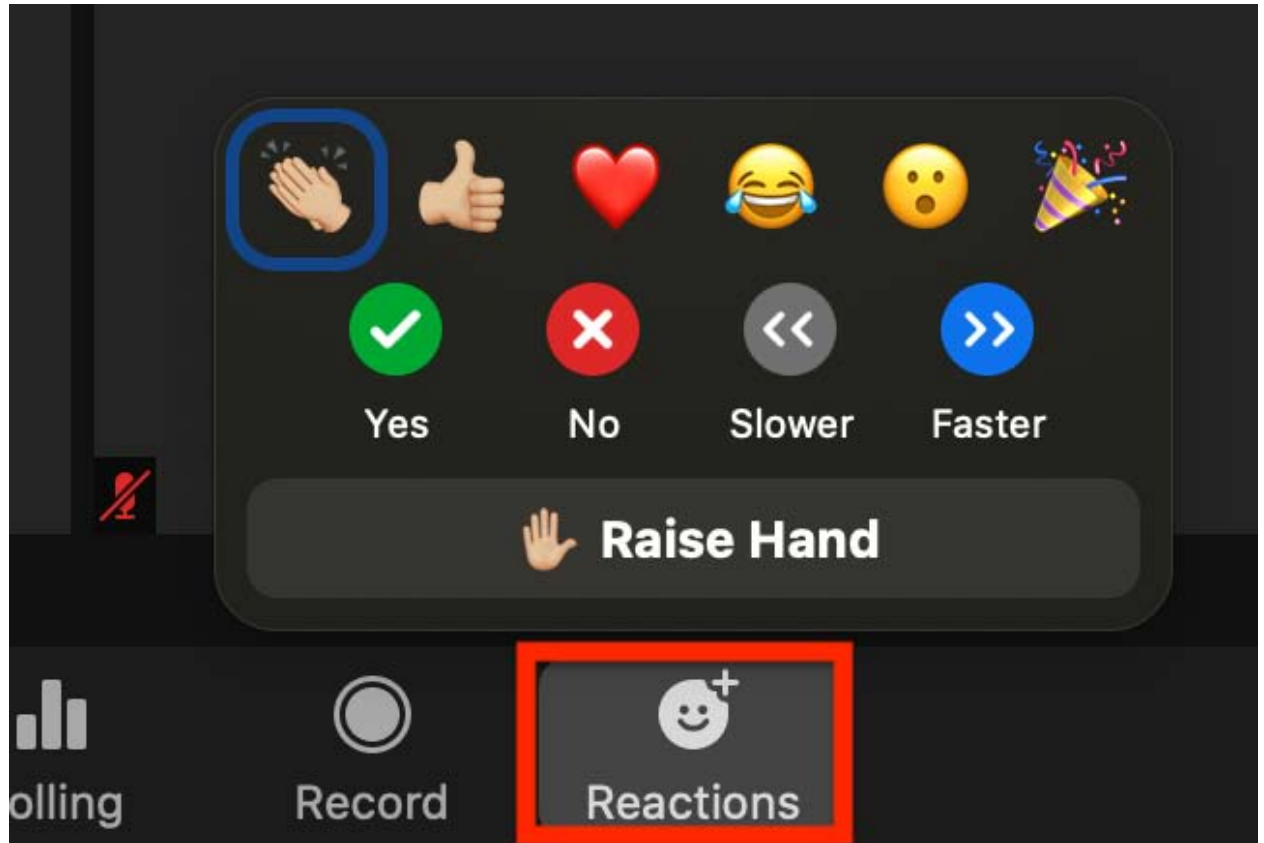 Yes No Slower Faster
Raise Hand
olling Record Reactions